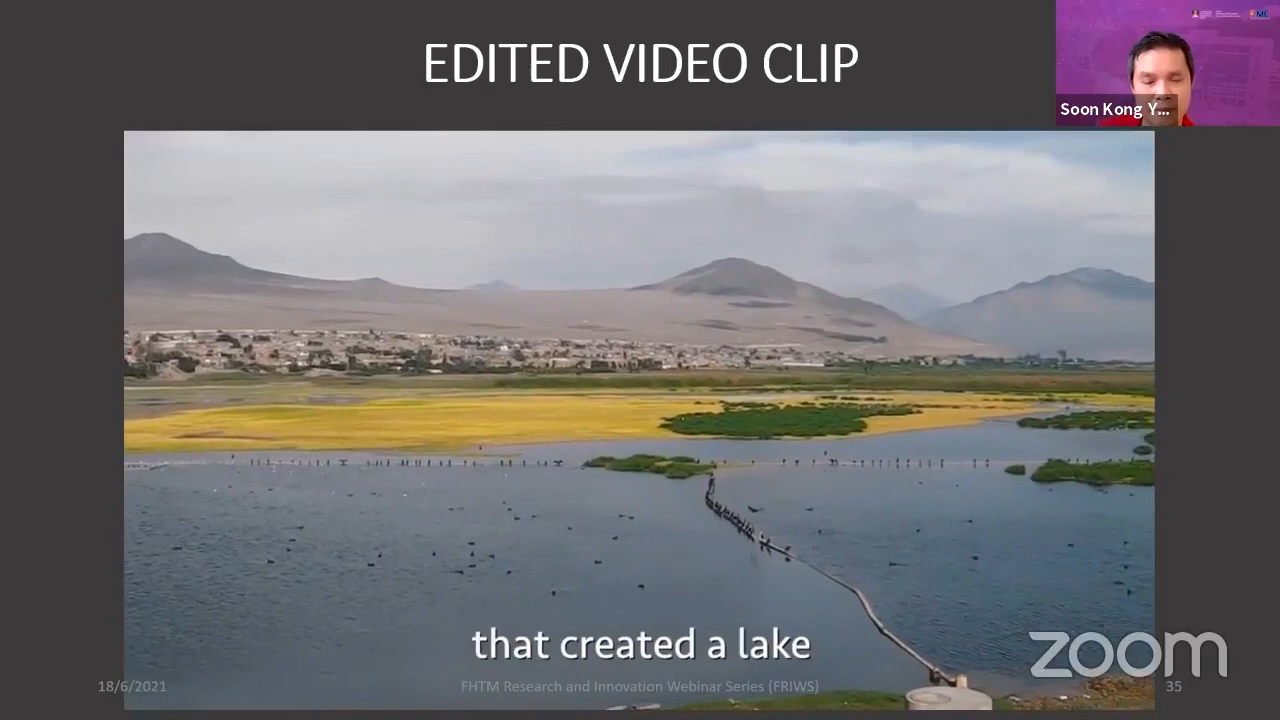 EDITED VIDEO CLIP
Soon Kong Y...
that created a lake
zoom
18/6/2021
FHTM Research and Innovation Webinar Series (FRIWS)
35